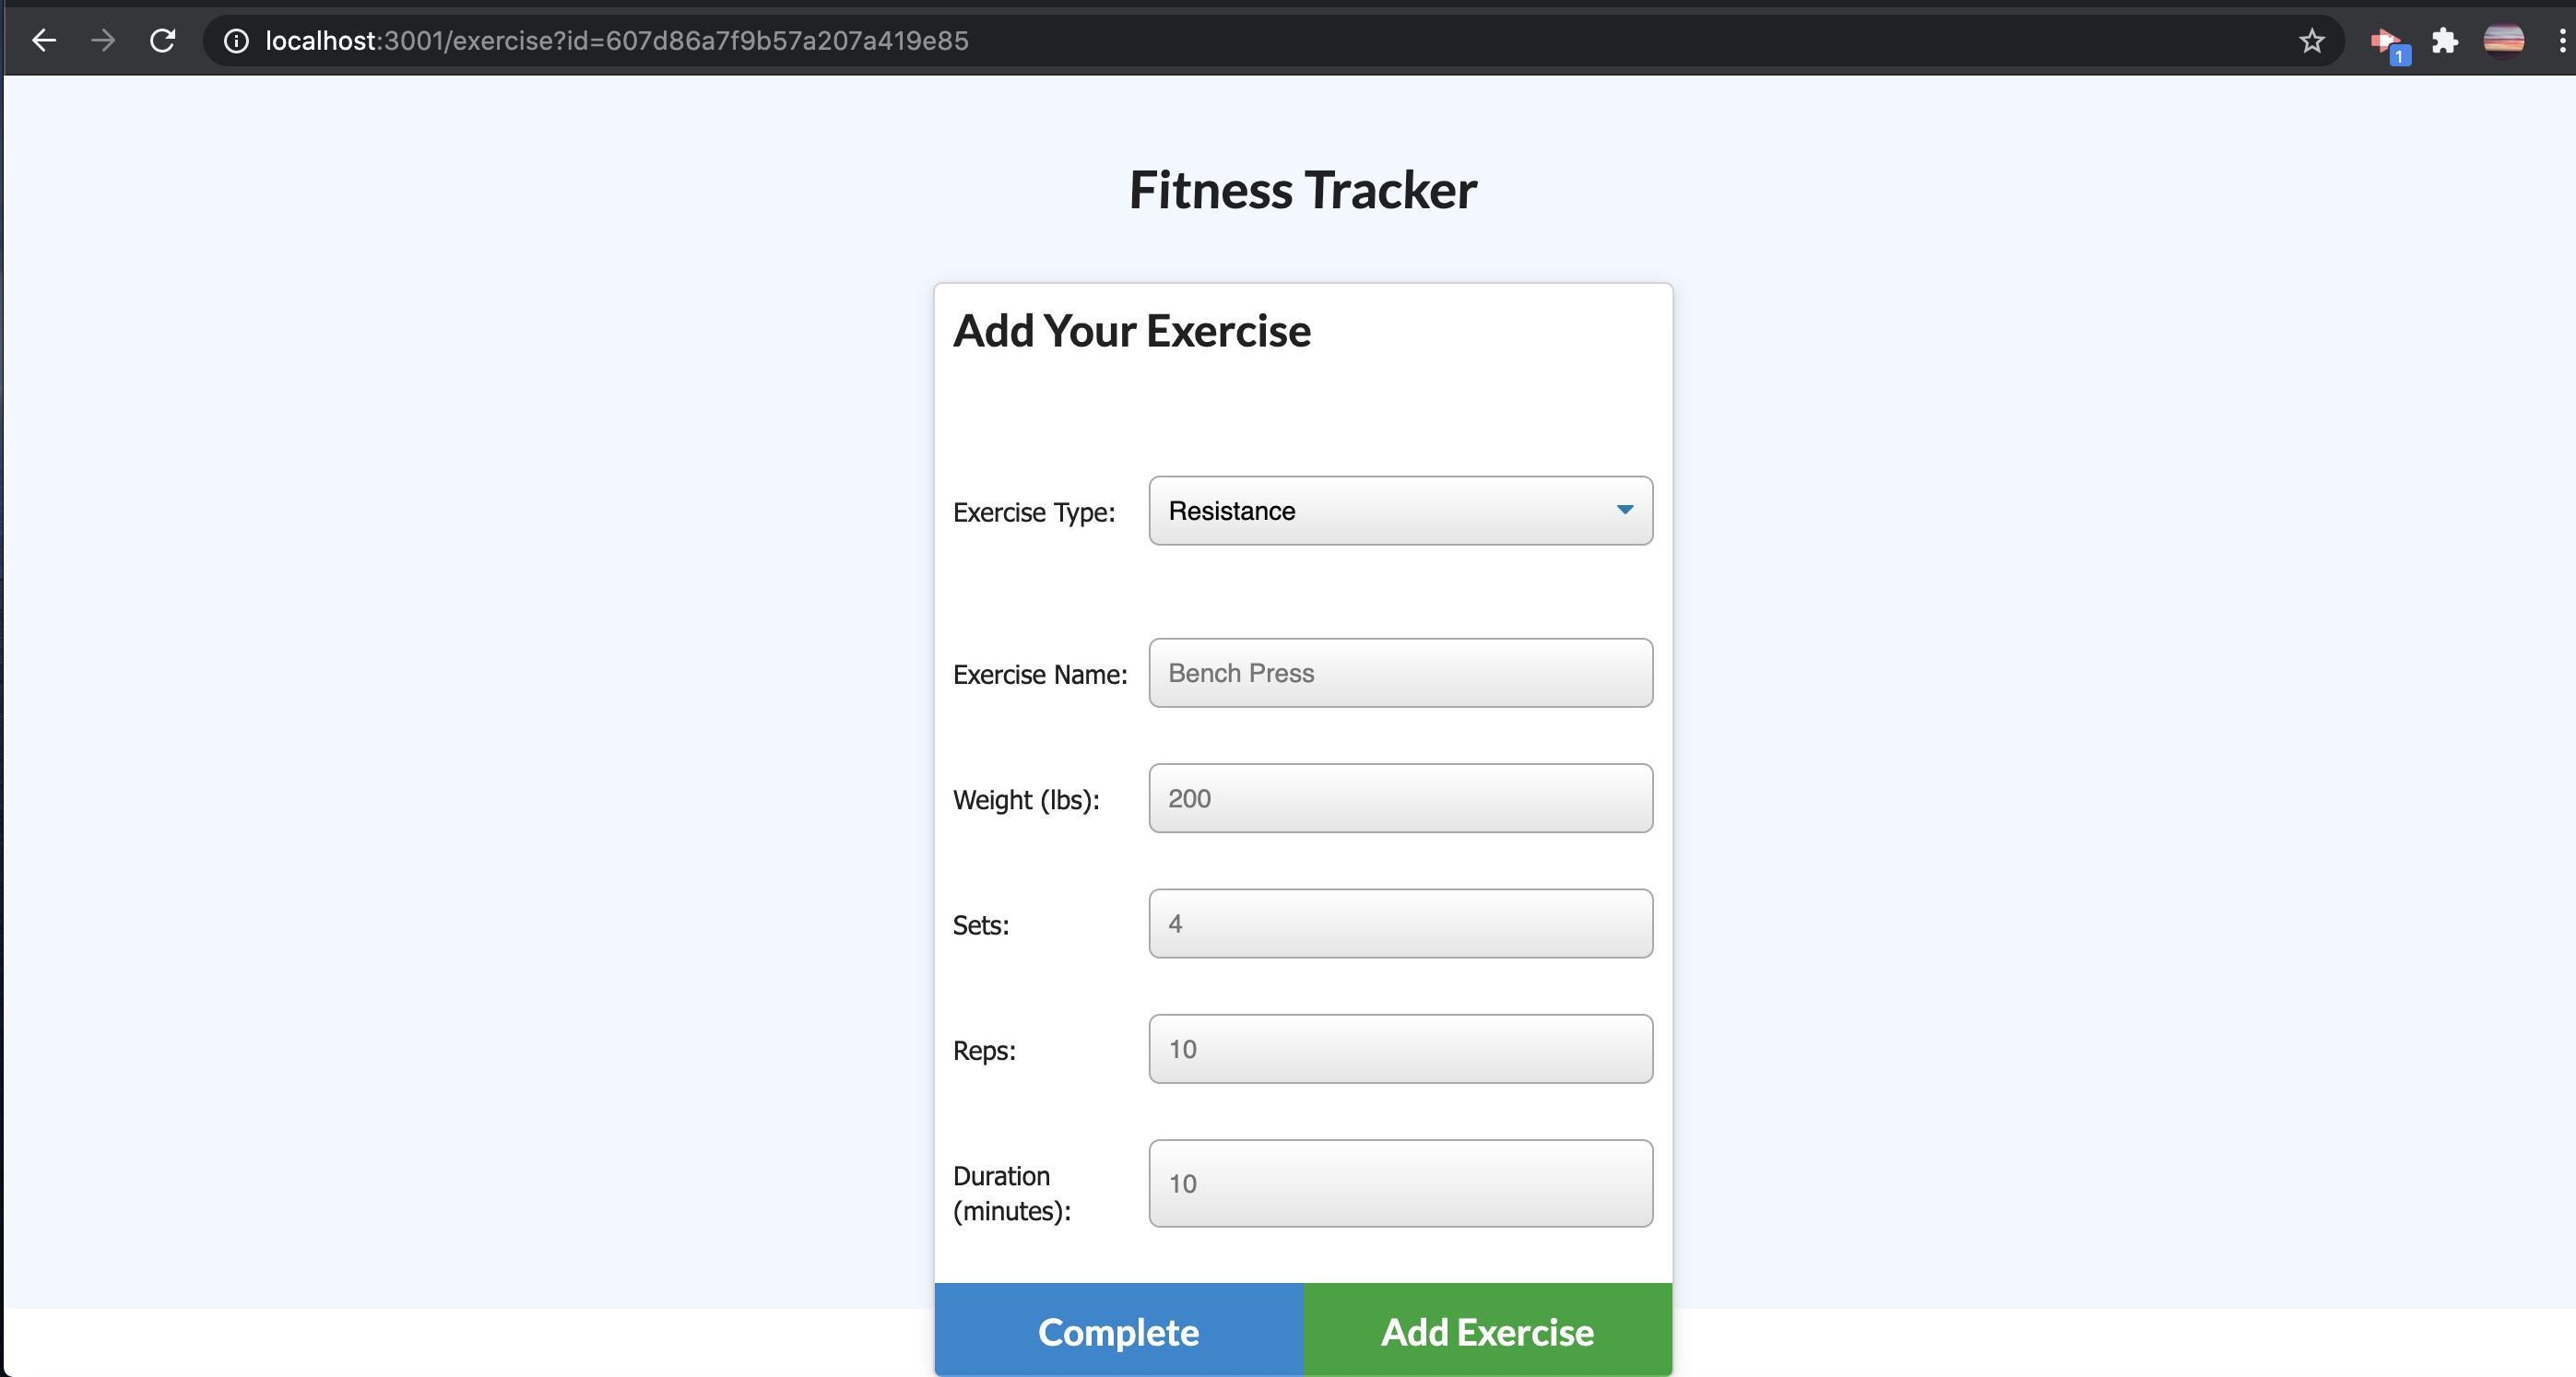 localhost:3001/exercise?id=607d86a7f9b57a207a419e85
1
Fitness Tracker
Add Your Exercise
Exercise Type: Resistance
Exercise Name: Bench Press
Weight (lbs): 200
Sets: 4
Reps: 10
Duration (minutes): 10
Complete Add Exercise